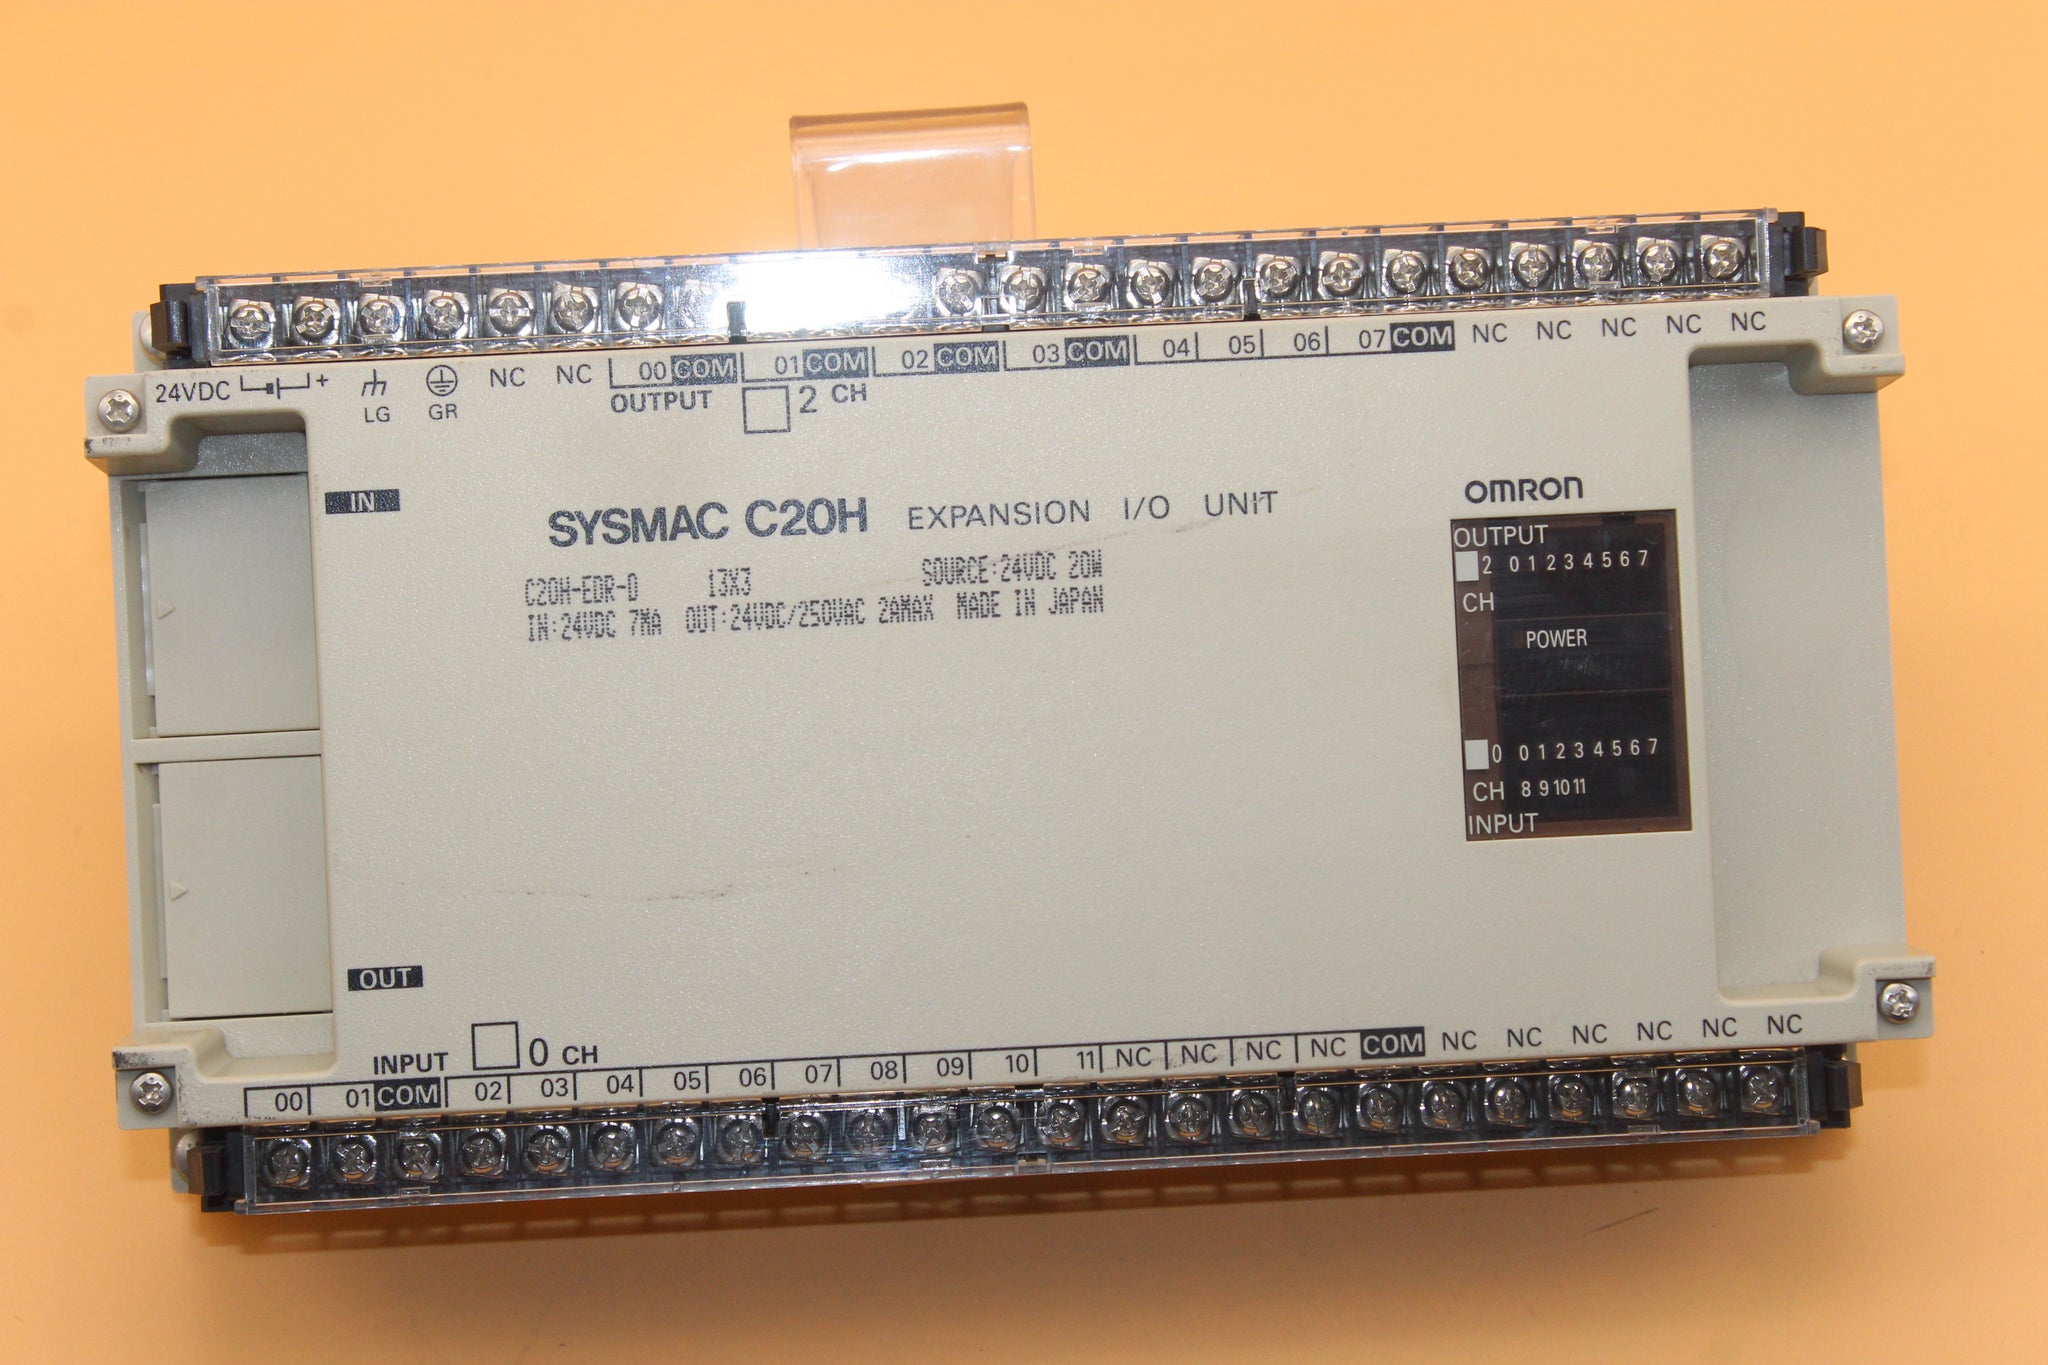 24VDC + NC NC 00 COM 01 COM 02 COM 03 COM 04 05 06 07 COM NC NC NC NC NC
LG GR OUTPUT 2 CH
IN
OMRON
SYSMAC C20H EXPANSION I/O UNIT
C20H-EDR-D 13X3 SOURCE:24VDC 20W
IN:24VDC 7MA OUT:24VDC/250VAC 2AMAX MADE IN JAPAN
OUTPUT
2 0 1 2 3 4 5 6 7
CH
POWER
0 0 1 2 3 4 5 6 7
CH 8 9 10 11
INPUT
OUT
INPUT 0 CH
00 01 COM 02 03 04 05 06 07 08 09 10 11 NC NC NC NC COM NC NC NC NC NC NC